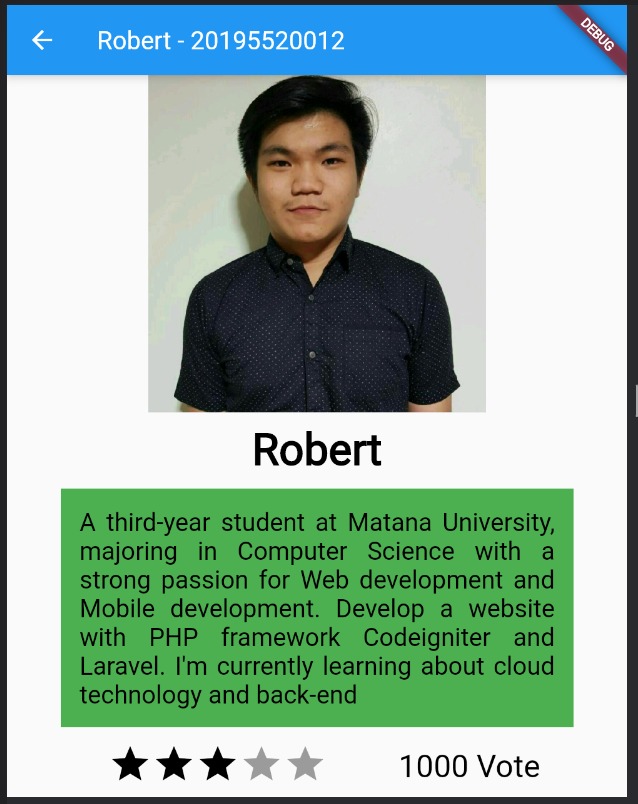 Robert - 20195520012
DEBUG
Robert
A third-year student at Matana University,
majoring in Computer Science with a
strong passion for Web development and
Mobile development. Develop a website
with PHP framework Codeigniter and
Laravel. I'm currently learning about cloud
technology and back-end
1000 Vote